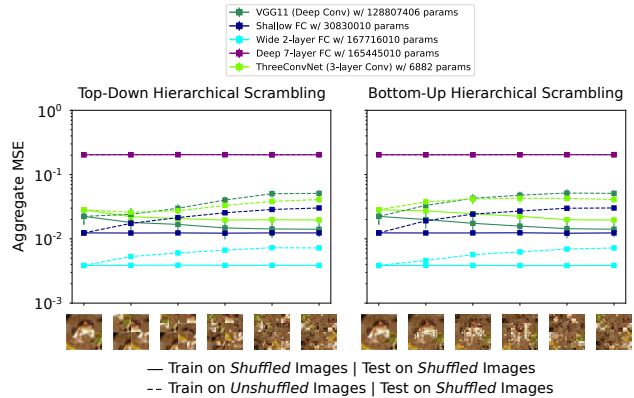 VGG11 (Deep Conv) w/ 128807406 params
Shallow FC w/ 30830010 params
Wide 2-layer FC w/ 167716010 params
Deep 7-layer FC w/ 165445010 params
ThreeConvNet (3-layer Conv) w/ 6882 params
Top-Down Hierarchical Scrambling
Bottom-Up Hierarchical Scrambling
Aggregate MSE
10^0
10^-1
10^-2
10^-3
Train on Shuffled Images | Test on Shuffled Images
Train on Unshuffled Images | Test on Shuffled Images